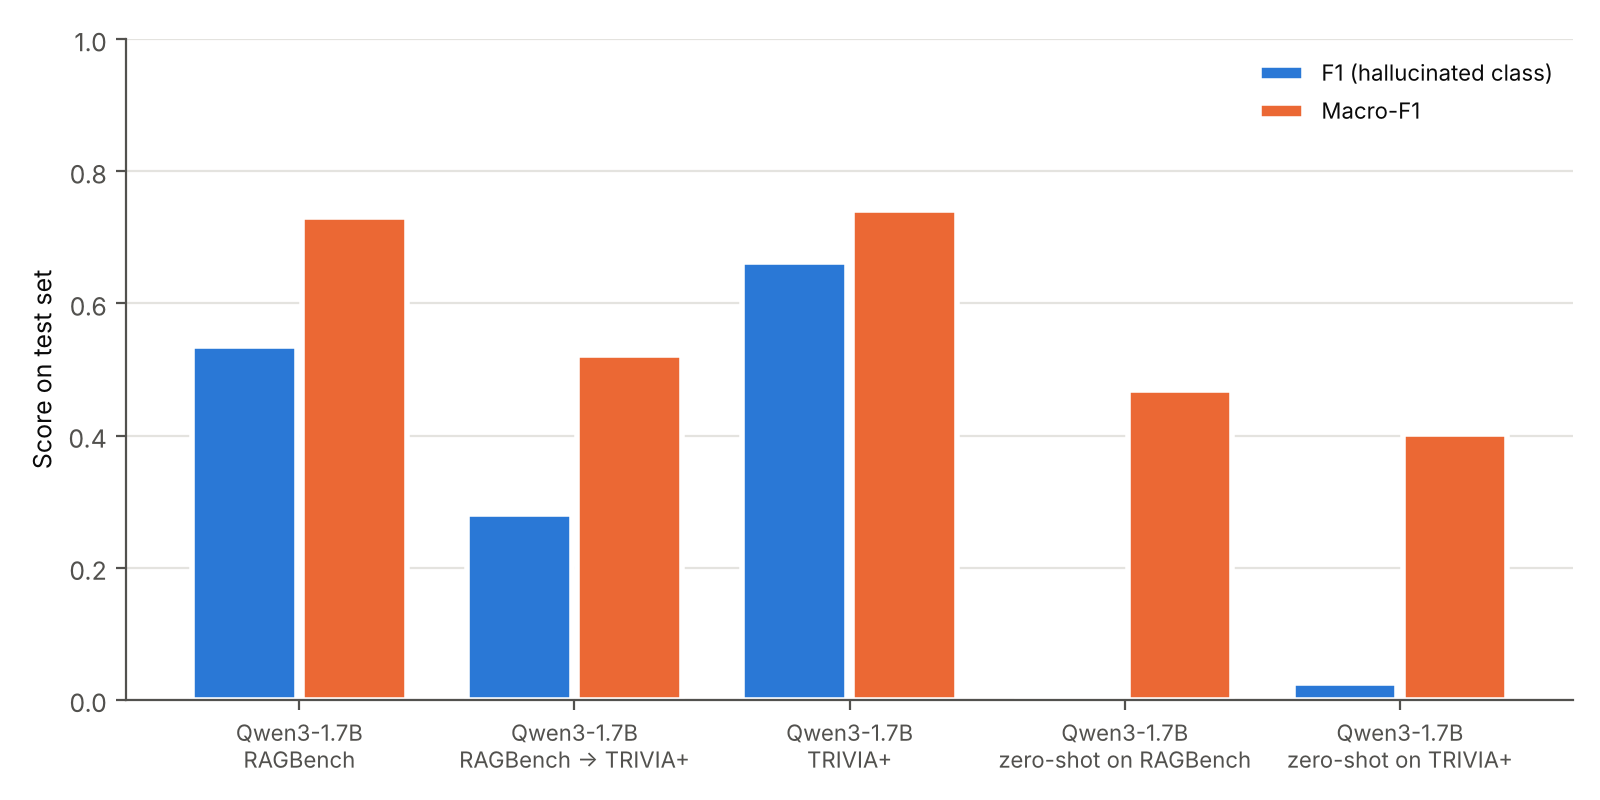 F1 (hallucinated class)
Macro-F1
Score on test set
1.0
0.8
0.6
0.4
0.2
0.0
Qwen3-1.7B
RAGBench
Qwen3-1.7B
RAGBench → TRIVIA+
Qwen3-1.7B
TRIVIA+
Qwen3-1.7B
zero-shot on RAGBench
Qwen3-1.7B
zero-shot on TRIVIA+